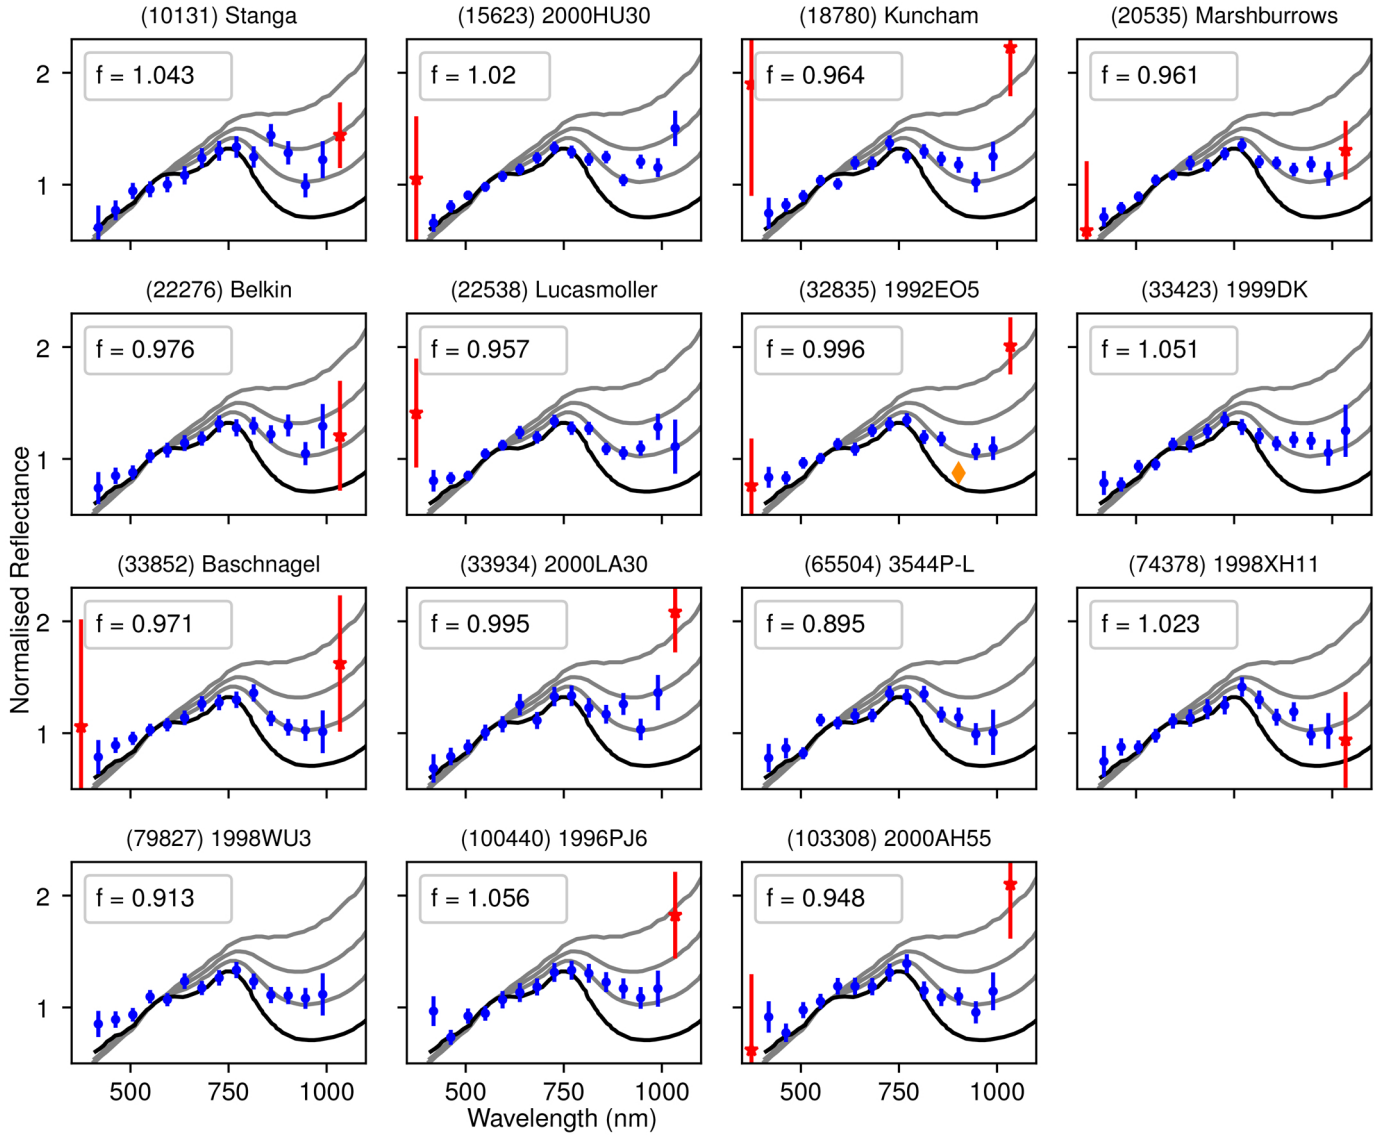 (10131) Stanga
(15623) 2000HU30
(18780) Kuncham
(20535) Marshburrows
2
1
f = 1.043
f = 1.02
f = 0.964
f = 0.961
(22276) Belkin
(22538) Lucasmoller
(32835) 1992EO5
(33423) 1999DK
2
1
f = 0.976
f = 0.957
f = 0.996
f = 1.051
Normalised Reflectance
(33852) Baschnagel
(33934) 2000LA30
(65504) 3544P-L
(74378) 1998XH11
2
1
f = 0.971
f = 0.995
f = 0.895
f = 1.023
(79827) 1998WU3
(100440) 1996PJ6
(103308) 2000AH55
2
1
f = 0.913
f = 1.056
f = 0.948
500 750 1000
500 750 1000
500 750 1000
Wavelength (nm)